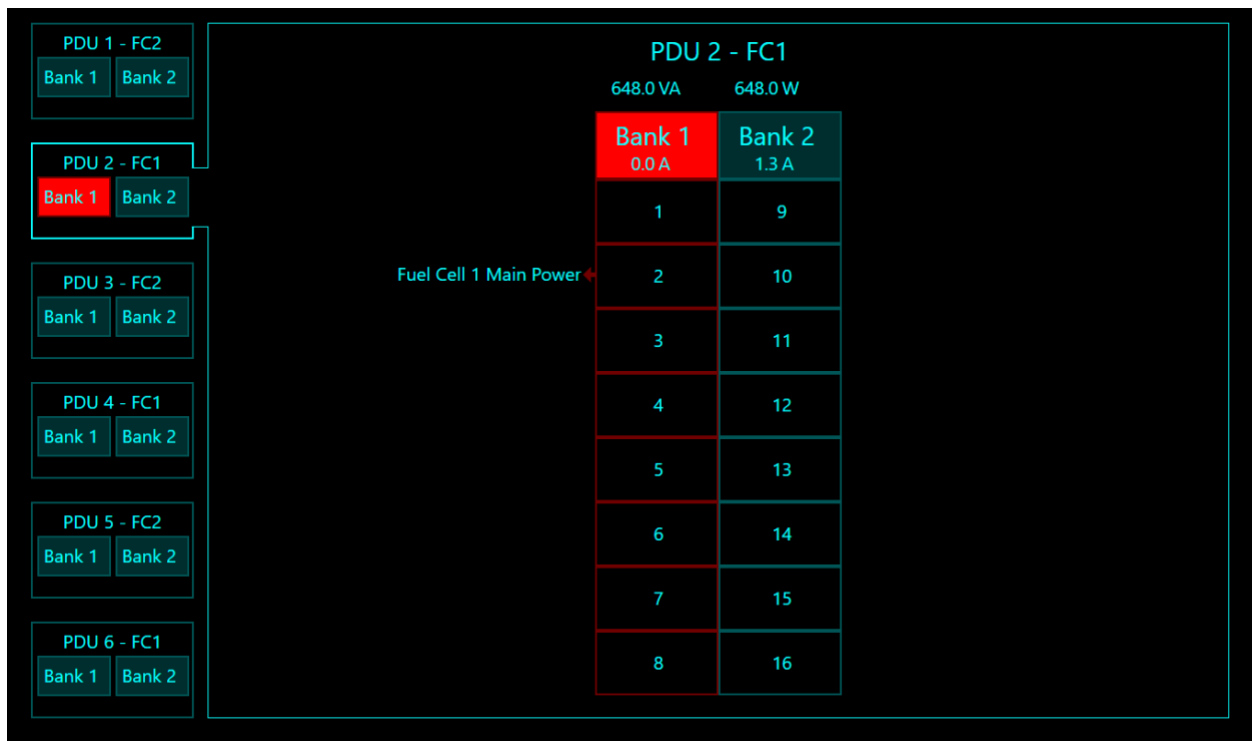 PDU 1 - FC2
Bank 1 Bank 2
PDU 2 - FC1
Bank 1 Bank 2
PDU 3 - FC2
Bank 1 Bank 2
PDU 4 - FC1
Bank 1 Bank 2
PDU 5 - FC2
Bank 1 Bank 2
PDU 6 - FC1
Bank 1 Bank 2
PDU 2 - FC1
648.0 VA 648.0 W
Bank 1 Bank 2
0.0 A 1.3 A
1 9
Fuel Cell 1 Main Power 2 10
3 11
4 12
5 13
6 14
7 15
8 16